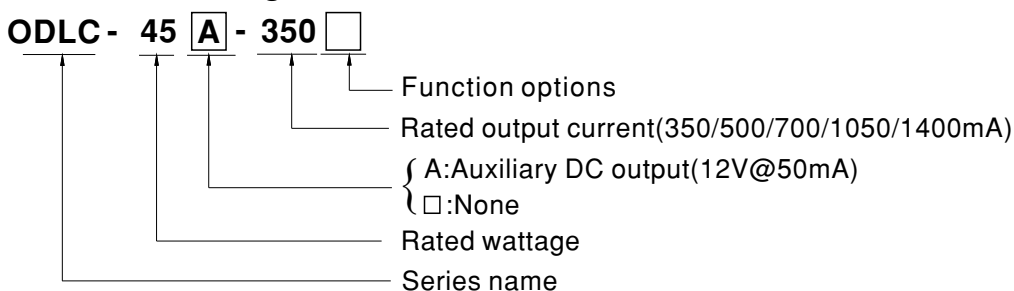 ODLC - 45 A - 350 □
Function options
Rated output current(350/500/700/1050/1400mA)
A:Auxiliary DC output(12V@50mA)
□:None
Rated wattage
Series name